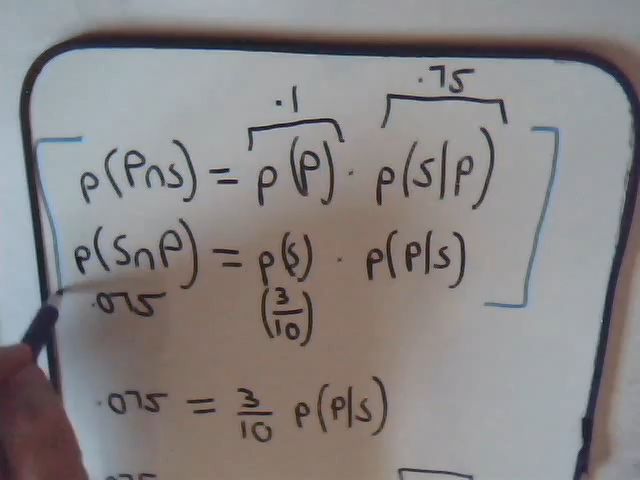 .1 .75
p(P∩S) = p(P) · p(S|P)
p(S∩P) = p(S) · p(P|S)
.075 (3/10)
.075 = 3/10 p(P|S)